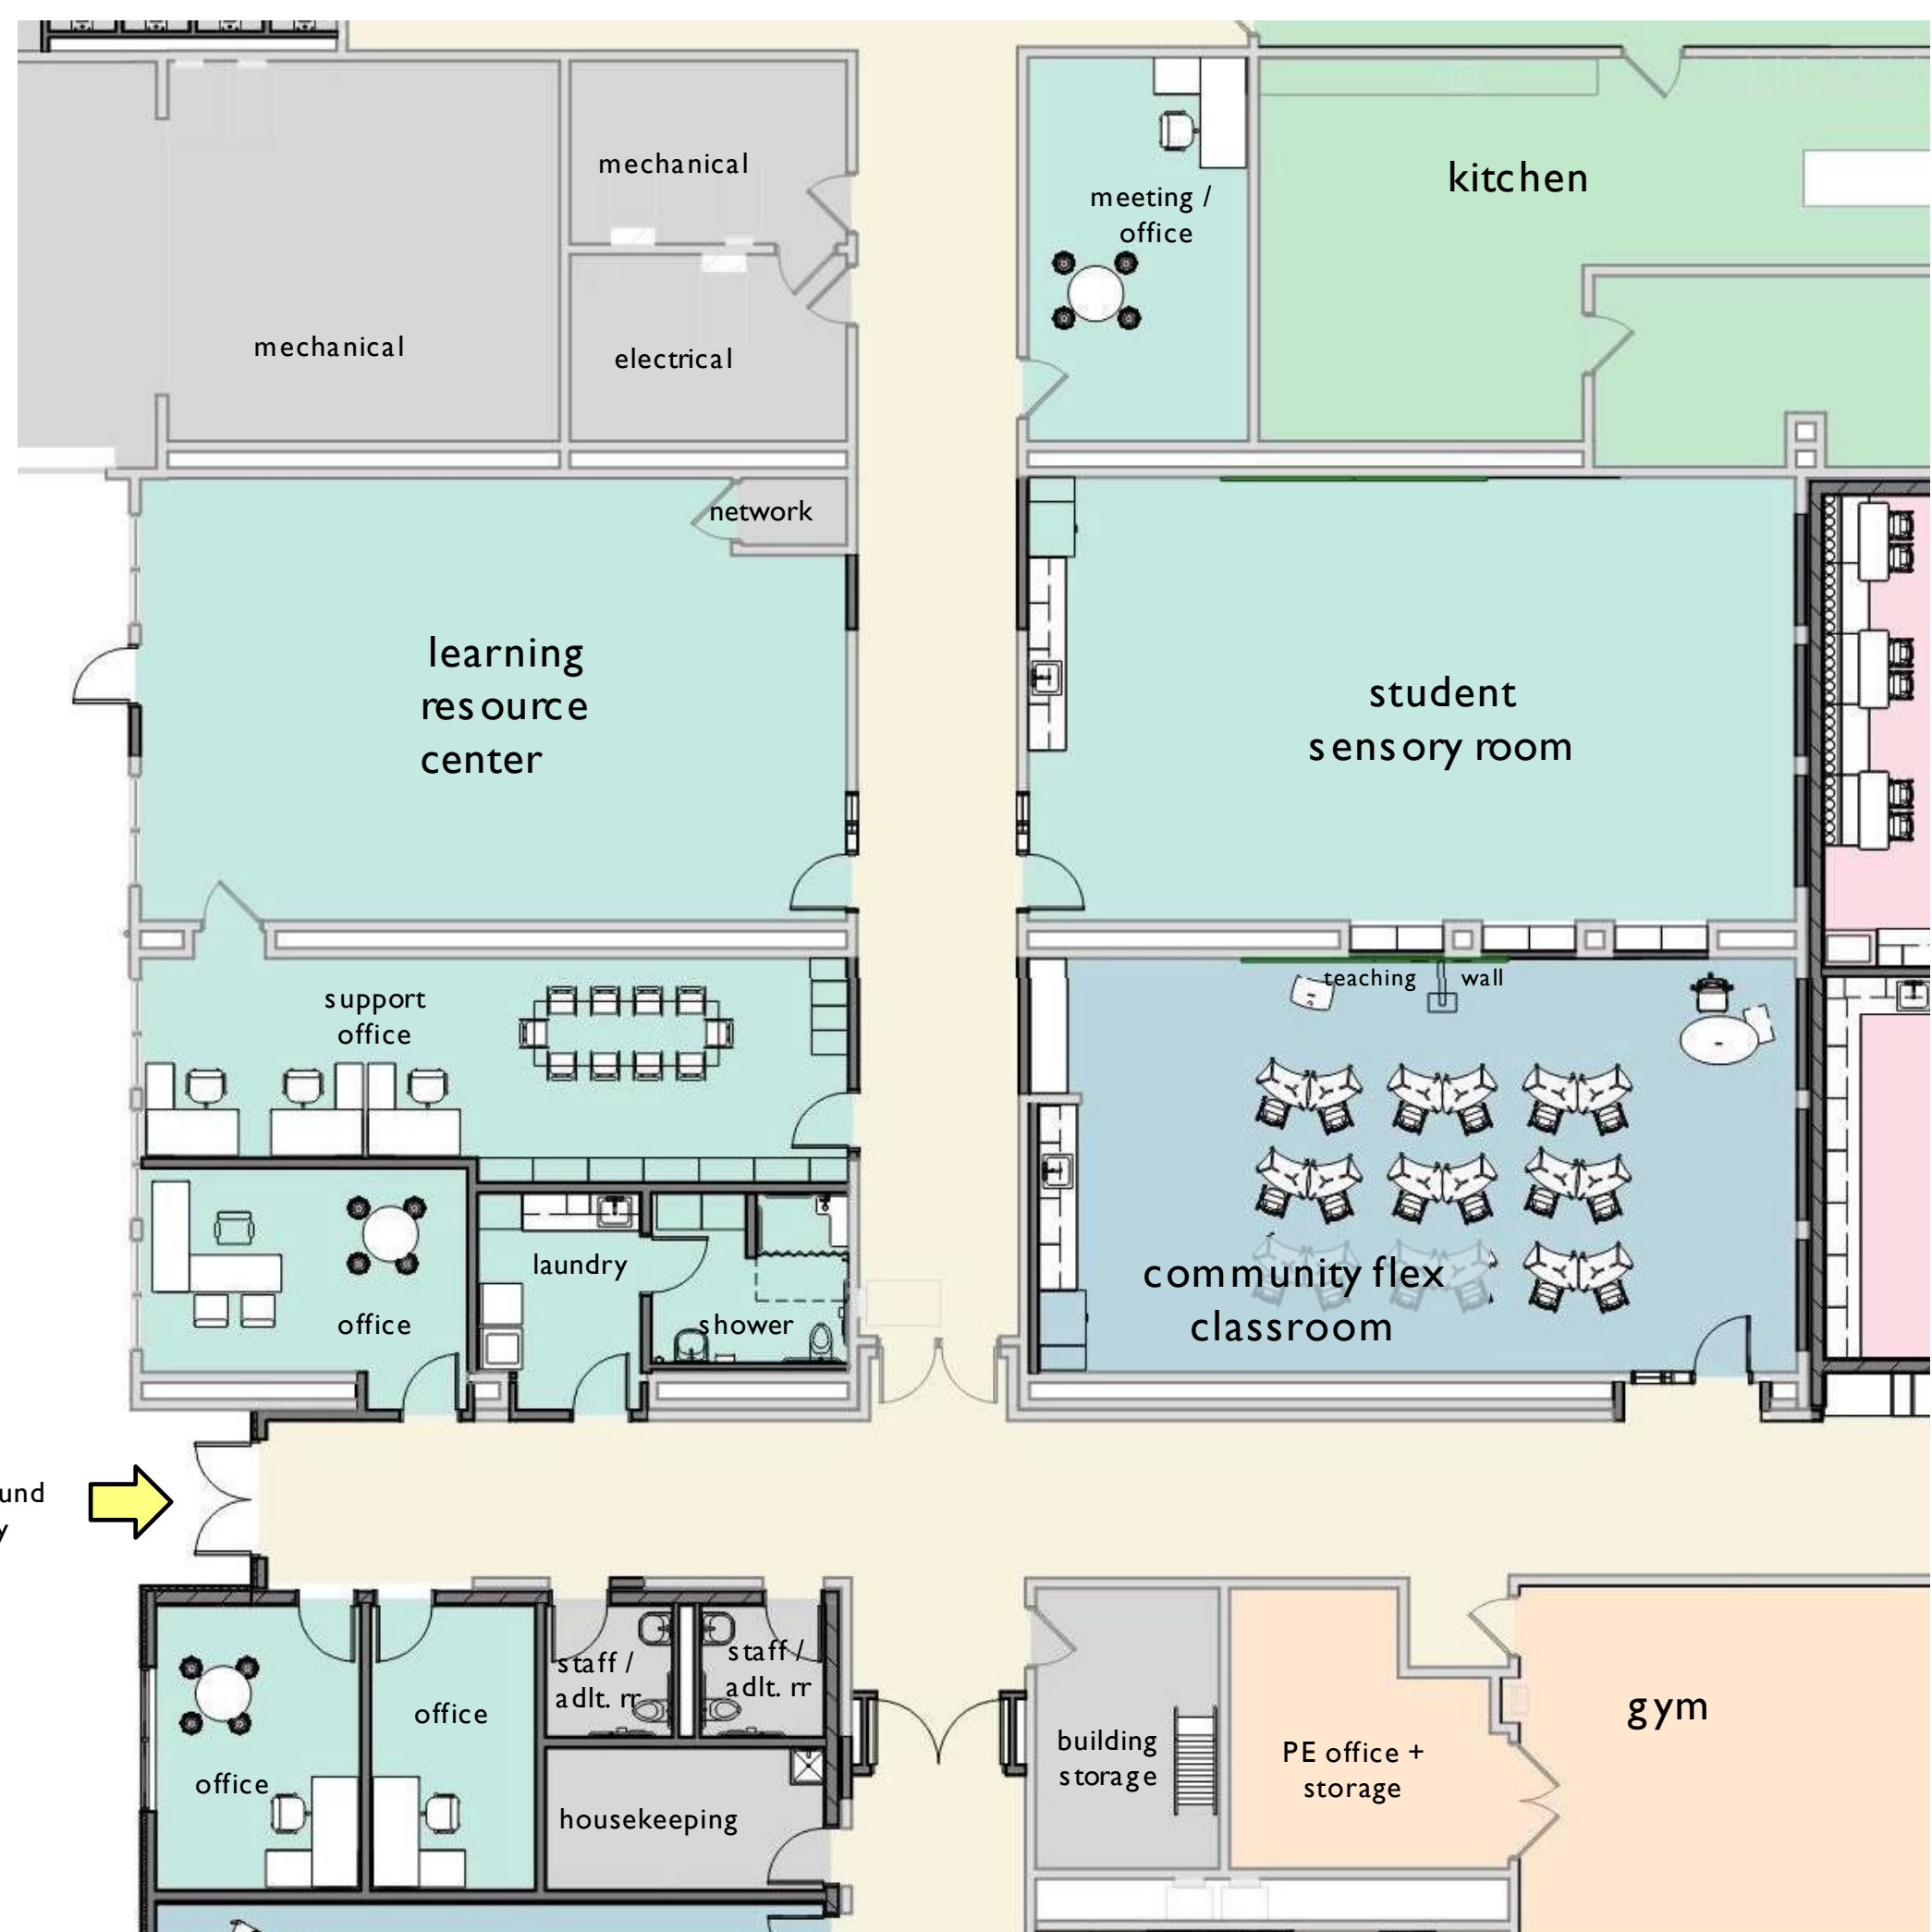 mechanical
mechanical
electrical
meeting /
office
kitchen
network
learning
resource
center
student
sensory room
support
office
teaching wall
laundry
shower
office
community flex
classroom
und
y
office
office
staff /
adlt. rr
staff /
adlt. rr
housekeeping
building
storage
PE office +
storage
gym